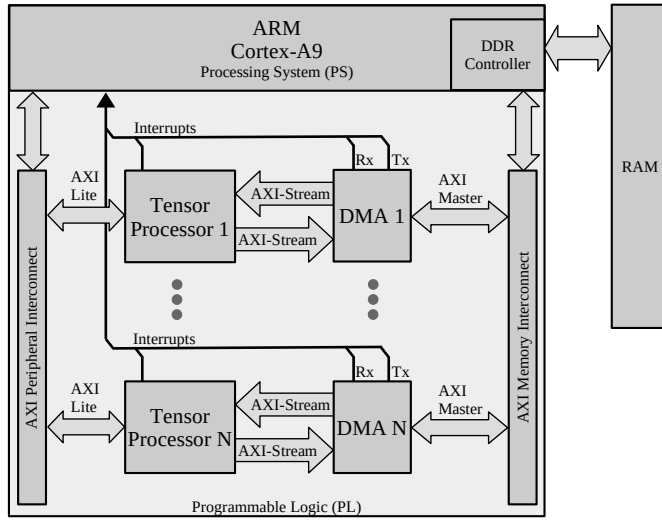 ARM
Cortex-A9
Processing System (PS)
DDR
Controller
RAM
Interrupts
Rx
Tx
AXI
Lite
Tensor
Processor 1
AXI-Stream
AXI-Stream
DMA 1
AXI
Master
AXI Peripheral Interconnect
AXI Memory Interconnect
Interrupts
Rx
Tx
AXI
Lite
Tensor
Processor N
AXI-Stream
AXI-Stream
DMA N
AXI
Master
Programmable Logic (PL)